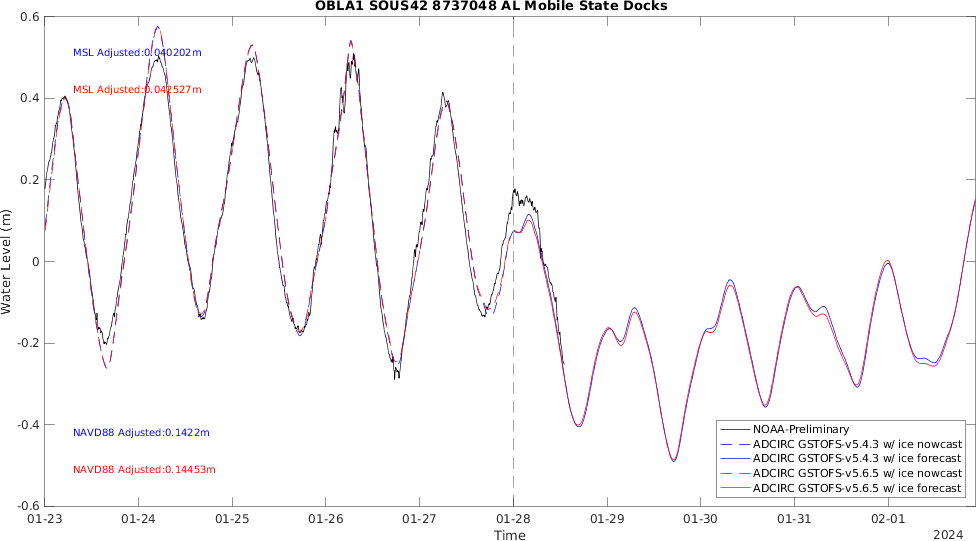 OBLA1 SOUS42 8737048 AL Mobile State Docks
0.6
MSL Adjusted:0.040202m
MSL Adjusted:0.042527m
0.4
0.2
0
-0.2
-0.4
-0.6
Water Level (m)
NAVD88 Adjusted:0.1422m
NAVD88 Adjusted:0.14453m
NOAA-Preliminary
ADCIRC GSTOFS-v5.4.3 w/ ice nowcast
ADCIRC GSTOFS-v5.4.3 w/ ice forecast
ADCIRC GSTOFS-v5.6.5 w/ ice nowcast
ADCIRC GSTOFS-v5.6.5 w/ ice forecast
01-23 01-24 01-25 01-26 01-27 01-28 01-29 01-30 01-31 02-01
Time
2024